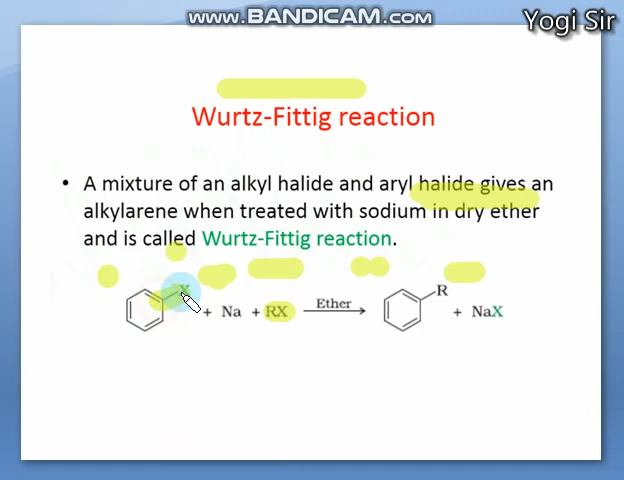 WWW.BANDICAM.COM
Yogi Sir
Wurtz-Fittig reaction
• A mixture of an alkyl halide and aryl halide gives an
alkylarene when treated with sodium in dry ether
and is called Wurtz-Fittig reaction.
X + Na + RX Ether R + NaX